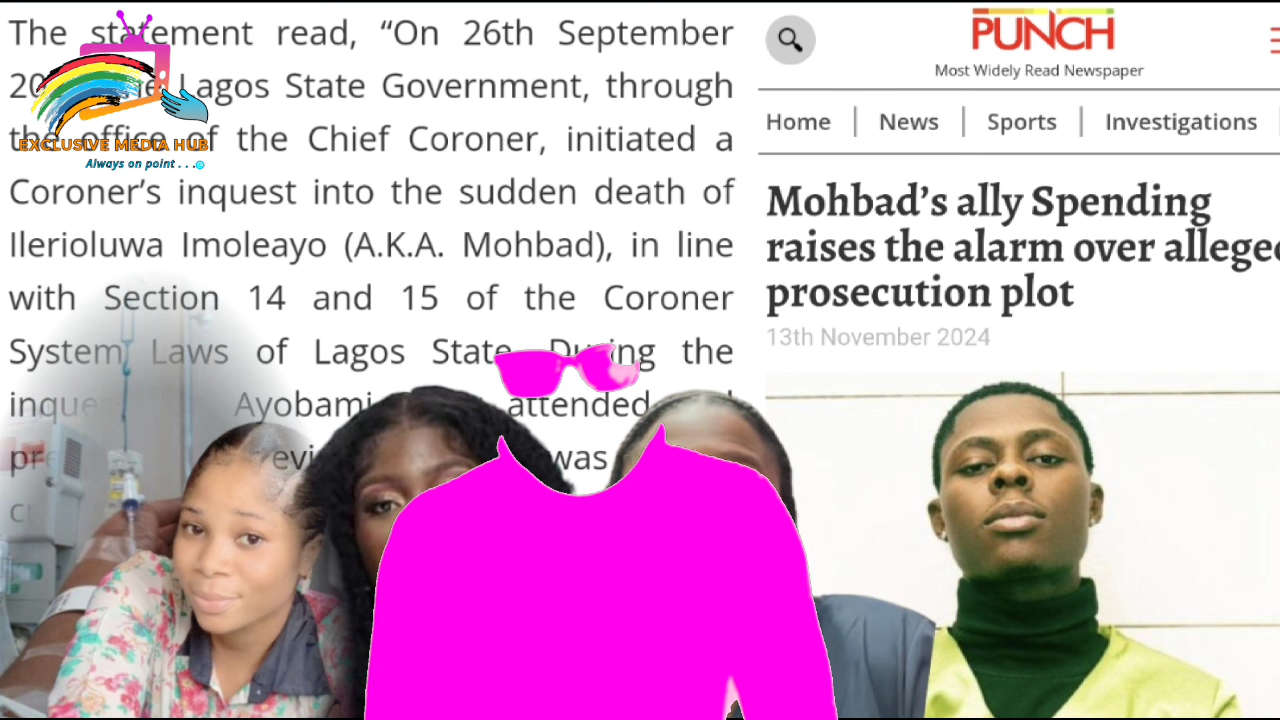 The statement read, “On 26th September
Lagos State Government, through
the office of the Chief Coroner, initiated a
Coroner’s inquest into the sudden death of
Ilerioluwa Imoleayo (A.K.A. Mohbad), in line
with Section 14 and 15 of the Coroner
System Laws of Lagos State. During the
Ayobami attended
was
EXCLUSIVE MEDIA HUB
Always on point . . .
PUNCH
Most Widely Read Newspaper
Home
News
Sports
Investigations
Mohbad’s ally Spending
raises the alarm over alleged
prosecution plot
13th November 2024